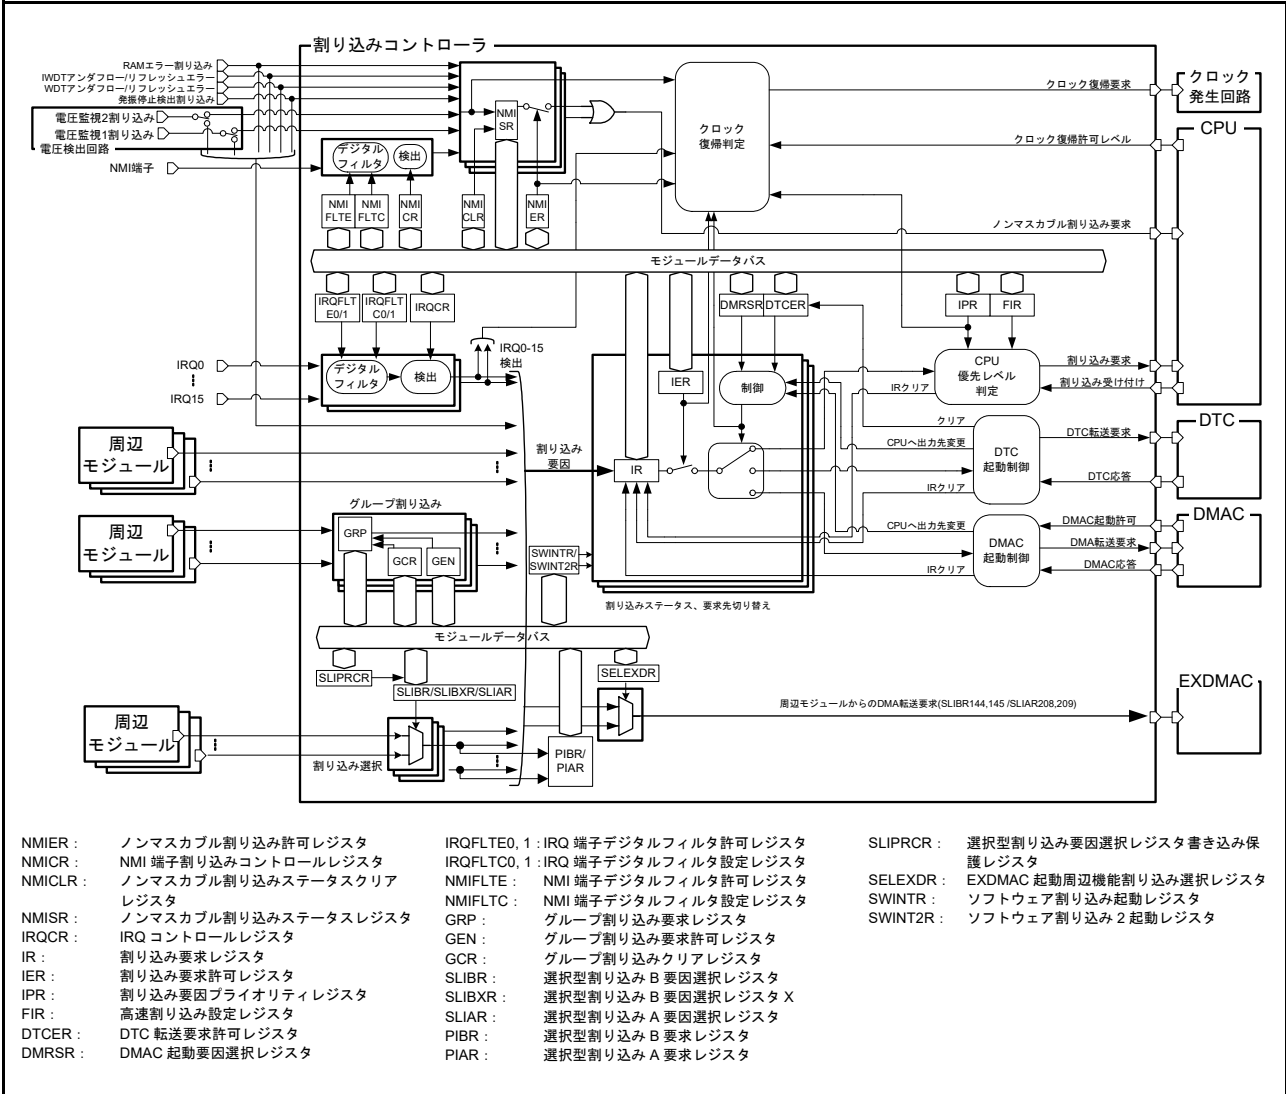 割り込みコントローラ
RAMエラー割り込み
IWDTアンダフロー/リフレッシュエラー
WDTアンダフロー/リフレッシュエラー
発振停止検出割り込み
電圧監視2割り込み
電圧監視1割り込み
電圧検出回路
NMI端子
デジタル
フィルタ
検出
NMI
SR
NMI
FLTE
NMI
FLTC
NMI
CR
NMI
CLR
NMI
ER
クロック
復帰判定
クロック復帰要求
クロック
発生回路
クロック復帰許可レベル
CPU
ノンマスカブル割り込み要求
モジュールデータバス
IRQFLT
E0/1
IRQFLT
C0/1
IRQCR
DMRSR
DTCER
IPR
FIR
IRQ0-15
検出
IRQ0
IRQ15
デジタル
フィルタ
検出
IER
制御
CPU
優先レベル
判定
割り込み要求
割り込み受け付け
IRクリア
周辺
モジュール
割り込み
要因
IR
クリア
CPUへ出力先変更
IRクリア
DTC
起動制御
DTC転送要求
DTC応答
DTC
周辺
モジュール
グループ割り込み
GRP
GCR
GEN
SWINTR/
SWINT2R
CPUへ出力先変更
IRクリア
DMAC
起動制御
DMAC起動許可
DMA転送要求
DMAC応答
DMAC
割り込みステータス、要求先切り替え
モジュールデータバス
SLIPRCR
SLIBR/SLIBXR/SLIAR
SELEXDR
周辺
モジュール
割り込み選択
PIBR/
PIAR
周辺モジュールからのDMA転送要求(SLIBR144,145 /SLIAR208,209)
EXDMAC
NMIER : ノンマスカブル割り込み許可レジスタ
NMICR : NMI 端子割り込みコントロールレジスタ
NMICLR : ノンマスカブル割り込みステータスクリア
レジスタ
NMISR : ノンマスカブル割り込みステータスレジスタ
IRQCR : IRQ コントロールレジスタ
IR : 割り込み要求レジスタ
IER : 割り込み要求許可レジスタ
IPR : 割り込み要因プライオリティレジスタ
FIR : 高速割り込み設定レジスタ
DTCER : DTC 転送要求許可レジスタ
DMRSR : DMAC 起動要因選択レジスタ
IRQFLTE0, 1 : IRQ 端子デジタルフィルタ許可レジスタ
IRQFLTC0, 1 : IRQ 端子デジタルフィルタ設定レジスタ
NMIFLTE : NMI 端子デジタルフィルタ許可レジスタ
NMIFLTC : NMI 端子デジタルフィルタ設定レジスタ
GRP : グループ割り込み要求レジスタ
GEN : グループ割り込み要求許可レジスタ
GCR : グループ割り込みクリアレジスタ
SLIBR : 選択型割り込み B 要因選択レジスタ
SLIBXR : 選択型割り込み B 要因選択レジスタ X
SLIAR : 選択型割り込み A 要因選択レジスタ
PIBR : 選択型割り込み B 要求レジスタ
PIAR : 選択型割り込み A 要求レジスタ
SLIPRCR : 選択型割り込み要因選択レジスタ書き込み保
護レジスタ
SELEXDR : EXDMAC 起動周辺機能割り込み選択レジスタ
SWINTR : ソフトウェア割り込み起動レジスタ
SWINT2R : ソフトウェア割り込み 2 起動レジスタ